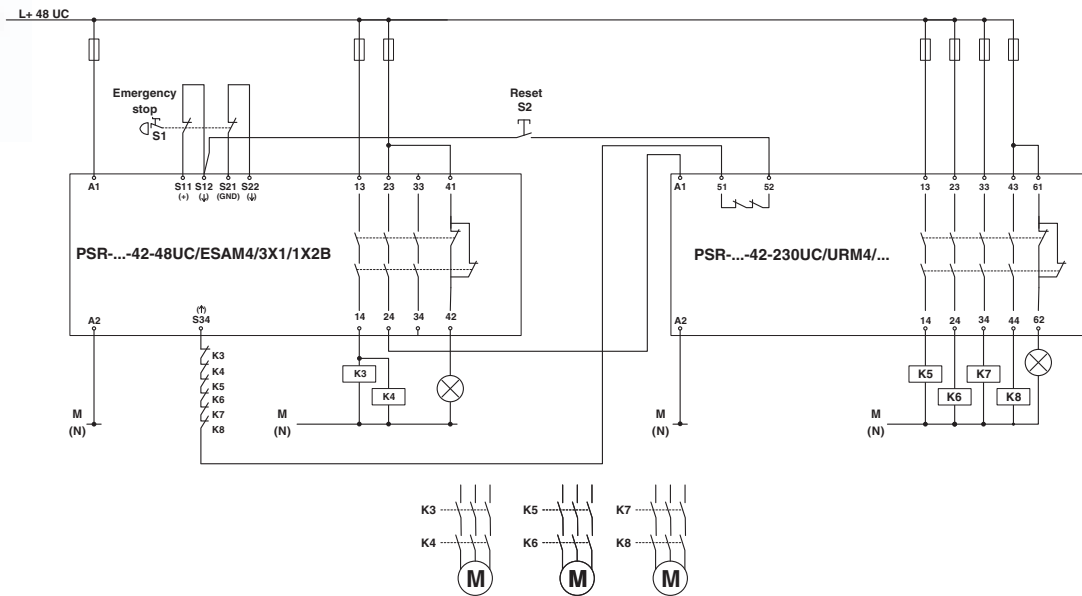 L+ 48 UC
Emergency
stop
S1
Reset
S2
A1
S11
(+)
S12
(↓)
S21
(GND)
S22
(⇓)
13
23
33
41
A1
51
52
13
23
33
43
61
PSR-...-42-48UC/ESAM4/3X1/1X2B
PSR-...-42-230UC/URM4/...
A2
(↑)
S34
14
24
34
42
A2
14
24
34
44
62
K3
K4
K5
K6
K7
K8
K3
K4
K5
K6
K7
K8
M
(N)
M
(N)
M
(N)
M
(N)
K3
K4
M
K5
K6
M
K7
K8
M